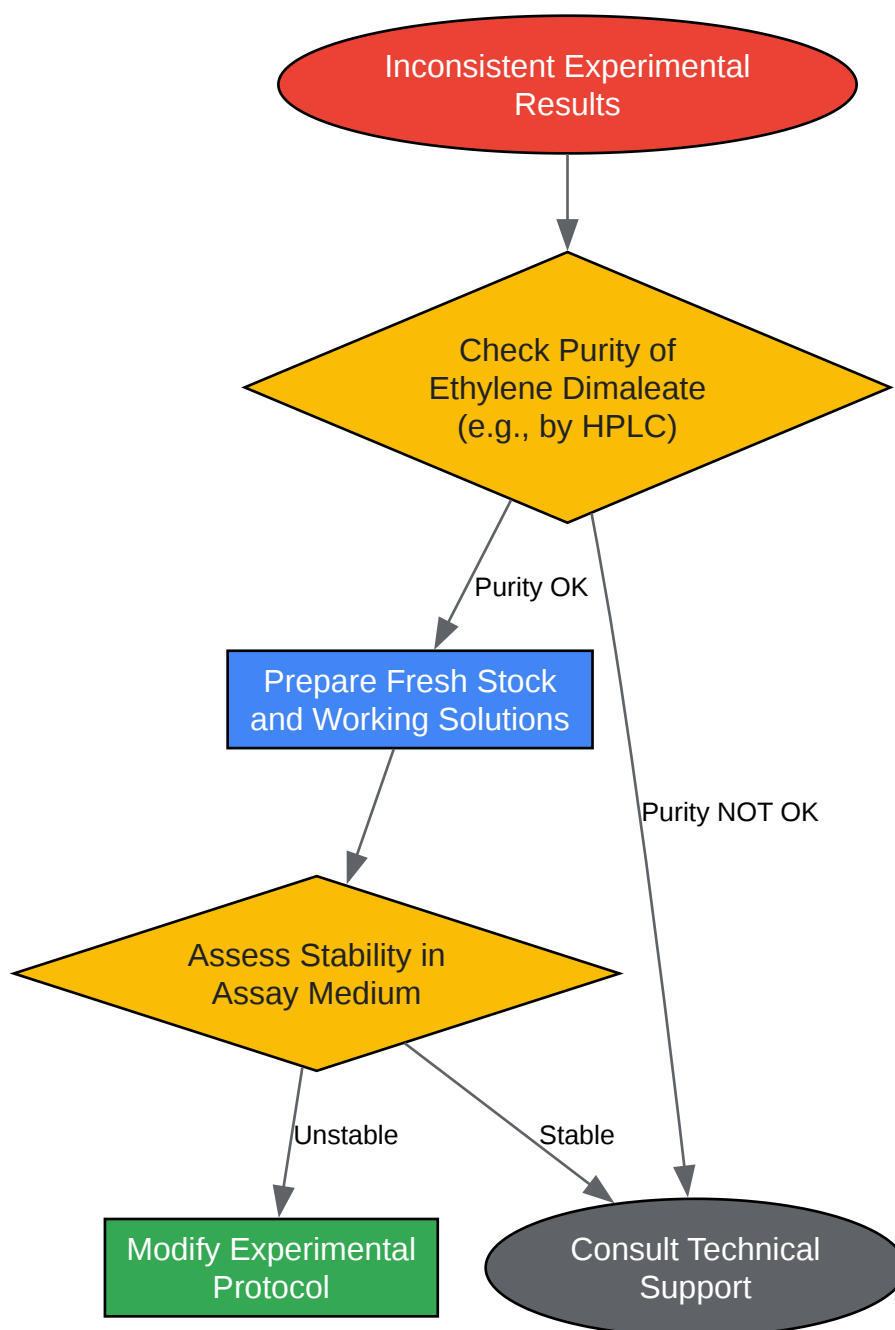 Inconsistent Experimental
Results
Check Purity of
Ethylene Dimaleate
(e.g., by HPLC)
Purity OK
Prepare Fresh Stock
and Working Solutions
Purity NOT OK
Assess Stability in
Assay Medium
Unstable
Stable
Modify Experimental
Protocol
Consult Technical
Support